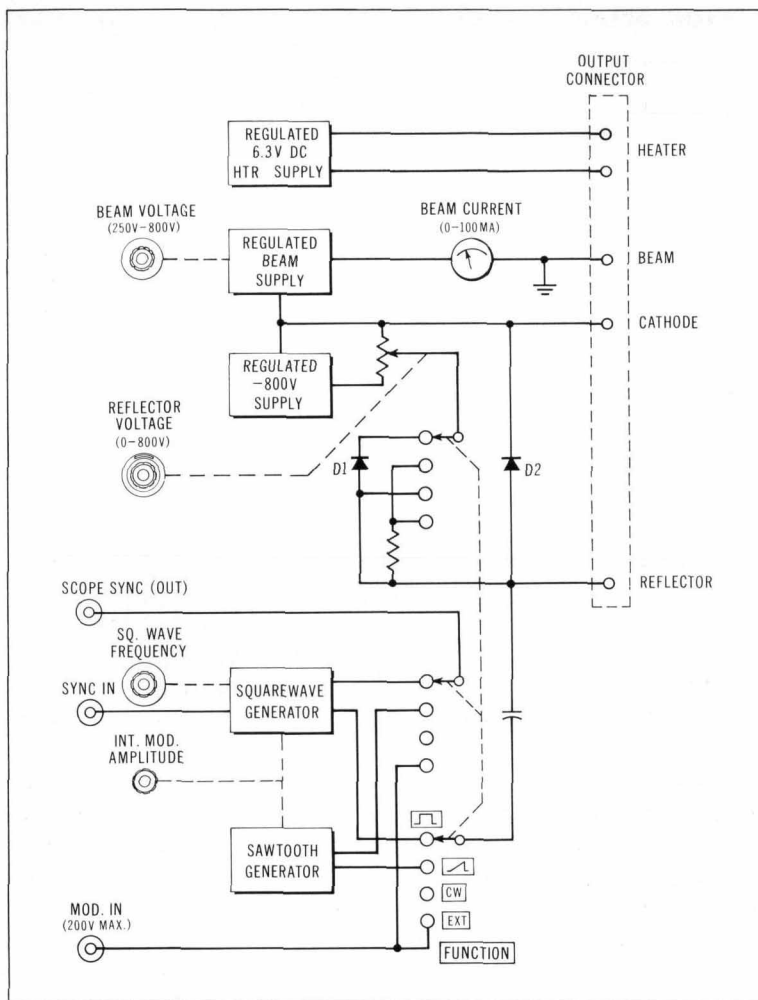 OUTPUT
CONNECTOR
REGULATED
6.3V DC
HTR SUPPLY
HEATER
BEAM VOLTAGE
(250V-800V)
REGULATED
BEAM
SUPPLY
BEAM CURRENT
(0-100MA)
BEAM
CATHODE
REGULATED
-800V
SUPPLY
REFLECTOR
VOLTAGE
(0-800V)
D1
D2
REFLECTOR
SCOPE SYNC (OUT)
SQ. WAVE
FREQUENCY
SYNC IN
SQUAREWAVE
GENERATOR
INT. MOD.
AMPLITUDE
SAWTOOTH
GENERATOR
CW
MOD. IN
(200V MAX.)
EXT
FUNCTION